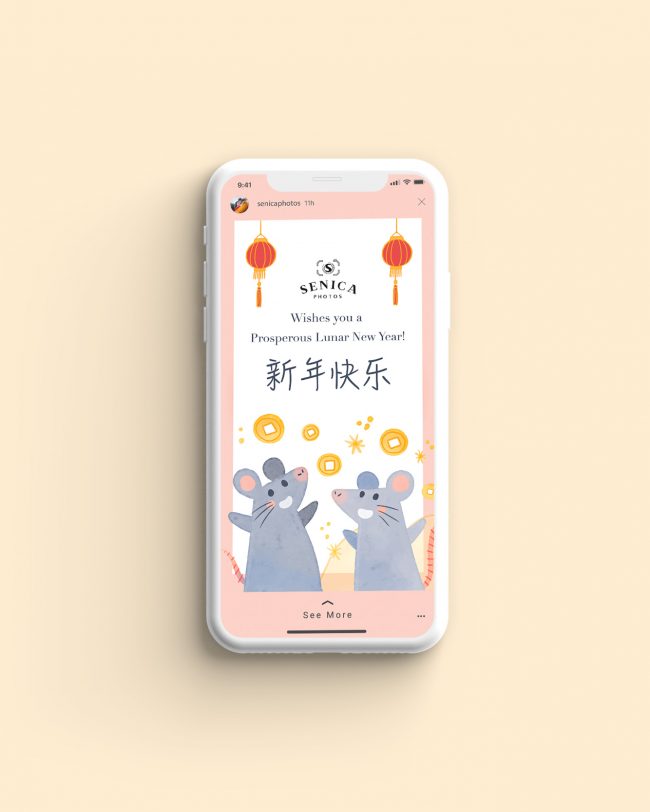 9:41
senicaphotos 11h
S
SENICA
PHOTOS
Wishes you a
Prosperous Lunar New Year!
新年快乐
See More